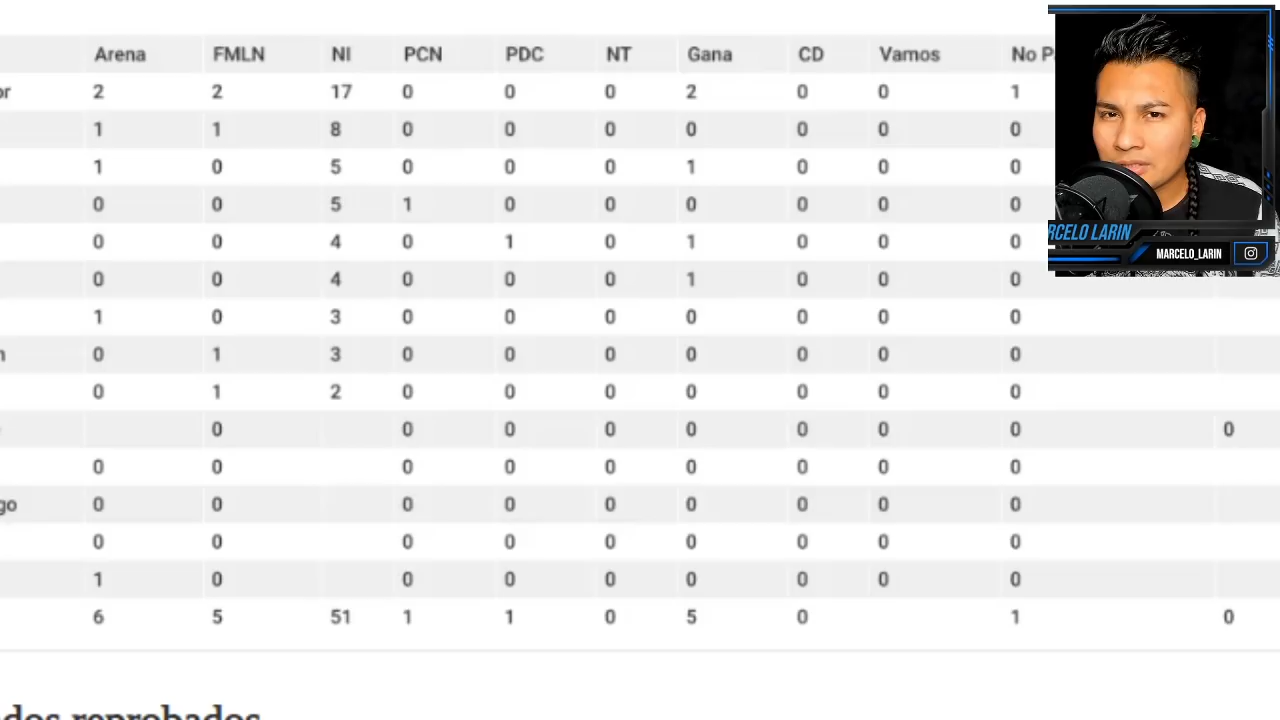 Arena FMLN NI PCN PDC NT Gana CD Vamos No
or 2 2 17 0 0 0 2 0 0 1
1 1 8 0 0 0 0 0 0 0
1 0 5 0 0 0 1 0 0 0
0 0 5 1 0 0 0 0 0 0
0 0 4 0 1 0 1 0 0 0
0 0 4 0 0 0 1 0 0 0
1 0 3 0 0 0 0 0 0 0
0 1 3 0 0 0 0 0 0 0
0 1 2 0 0 0 0 0 0 0
0 0 0 0 0 0 0 0 0
0 0 0 0 0 0 0 0 0
go 0 0 0 0 0 0 0 0 0
0 0 0 0 0 0 0 0 0
1 0 0 0 0 0 0 0 0
6 5 51 1 1 0 5 0 1 0
dos reprobados
RCELO LARIN
MARCELO_LARIN